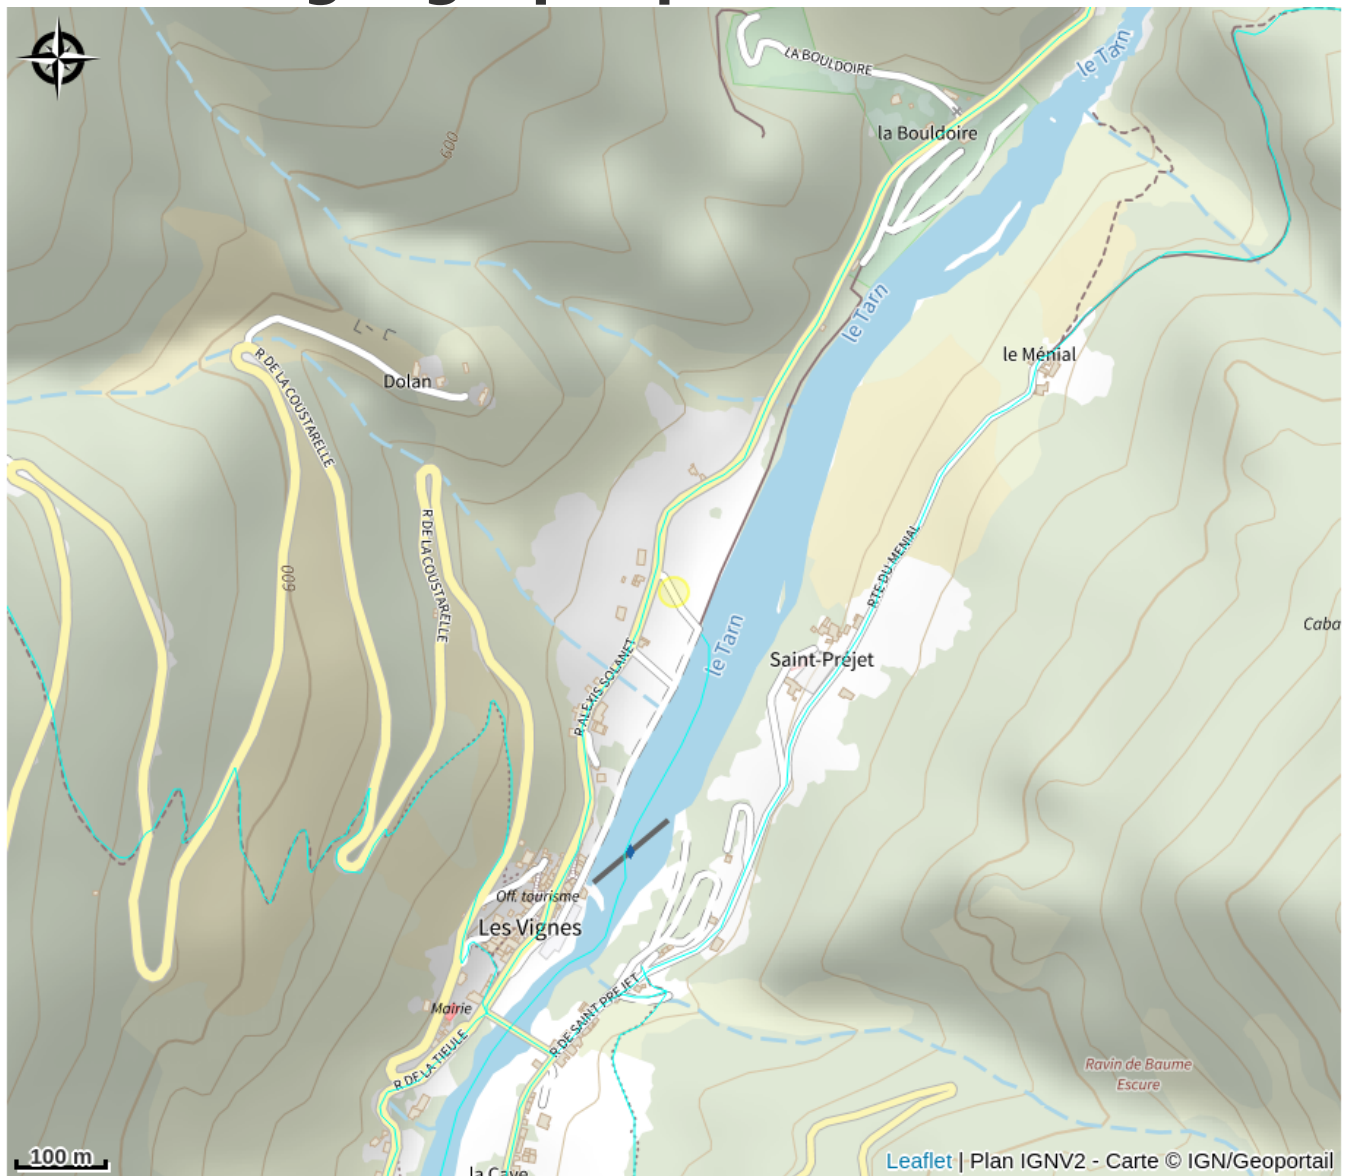 LA BOULDOIRE
le Tarn
la Bouldoire
600
le Tarn
le Ménial
R DE LA COUSTARELLE
Dolan
R DE LA COUSTARELLE
RTE DU MENIAL
600
Caba
le Tarn
Saint-Préjet
R ALEXIS SOLANET
Off. tourisme
Les Vignes
Mairie
R DE SAINT PREJET
R DE LA TIEULE
Ravin de Baume
Escure
100 m
la Cave
Leaflet | Plan IGNV2 - Carte © IGN/Geoportail